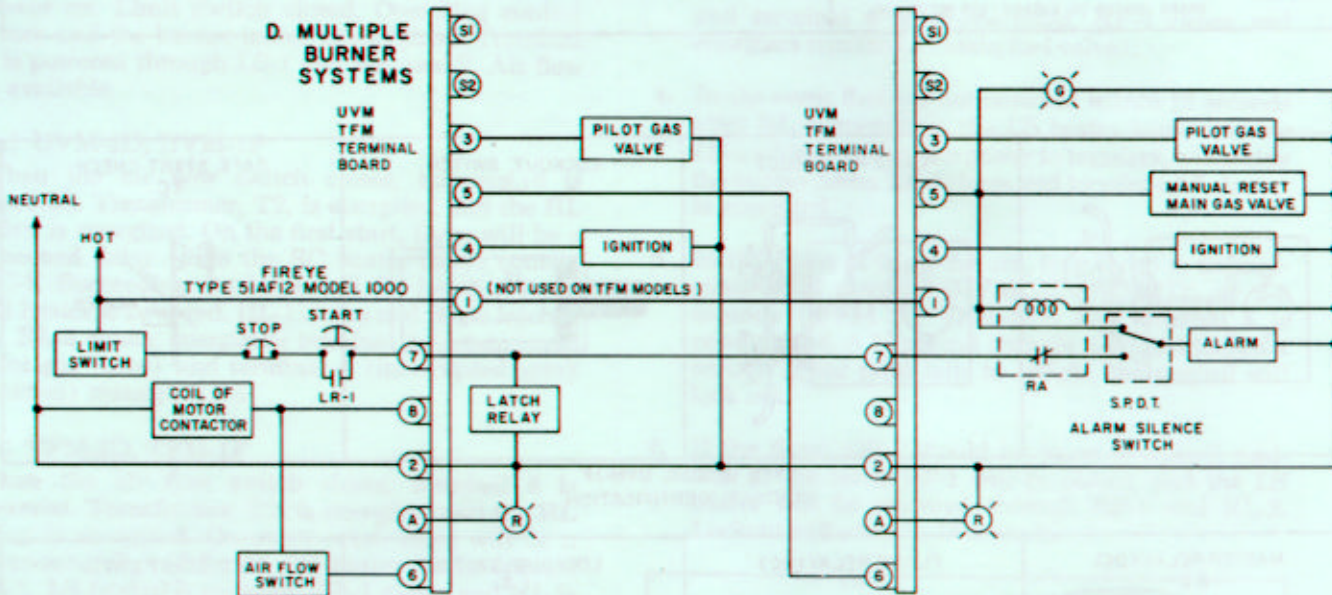 D. MULTIPLE
BURNER
SYSTEMS
UVM
TFM
TERMINAL
BOARD
NEUTRAL
HOT
FIREYE
TYPE 51AF12 MODEL 1000
LIMIT
SWITCH
STOP
START
LR-1
COIL OF
MOTOR
CONTACTOR
AIR FLOW
SWITCH
S1
S2
3
5
4
1
7
8
2
A
6
PILOT GAS
VALVE
IGNITION
(NOT USED ON TFM MODELS)
LATCH
RELAY
R
UVM
TFM
TERMINAL
BOARD
S1
S2
3
5
4
1
7
8
2
A
6
G
PILOT GAS
VALVE
MANUAL RESET
MAIN GAS VALVE
IGNITION
RA
ALARM
S.P.D.T.
ALARM SILENCE
SWITCH
R